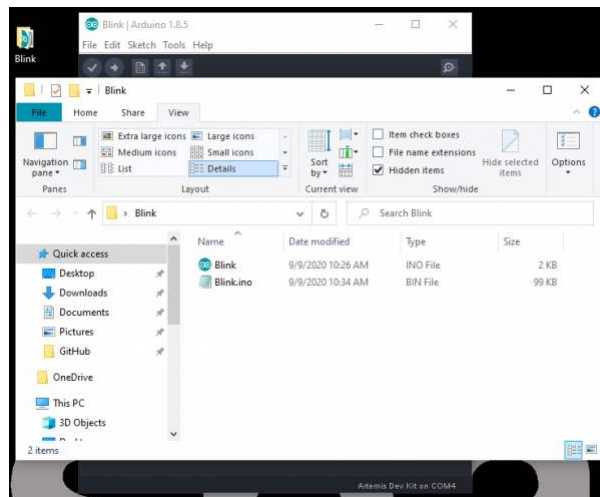 Blink | Arduino 1.8.5
File Edit Sketch Tools Help
Blink
Blink
File Home Share View
Navigation pane
Extra large icons Large icons
Medium icons Small icons
List Details
Sort by
Item check boxes
File name extensions
Hidden items
Hide selected items
Options
Panes Layout Current view Show/hide
Blink
Search Blink
Name Date modified Type Size
Quick access
Desktop
Downloads
Documents
Pictures
GitHub
OneDrive
This PC
3D Objects
Blink 9/9/2020 10:26 AM INO File 2 KB
Blink.ino 9/9/2020 10:34 AM BIN File 99 KB
2 items
Artemis Dev Kit on COM4